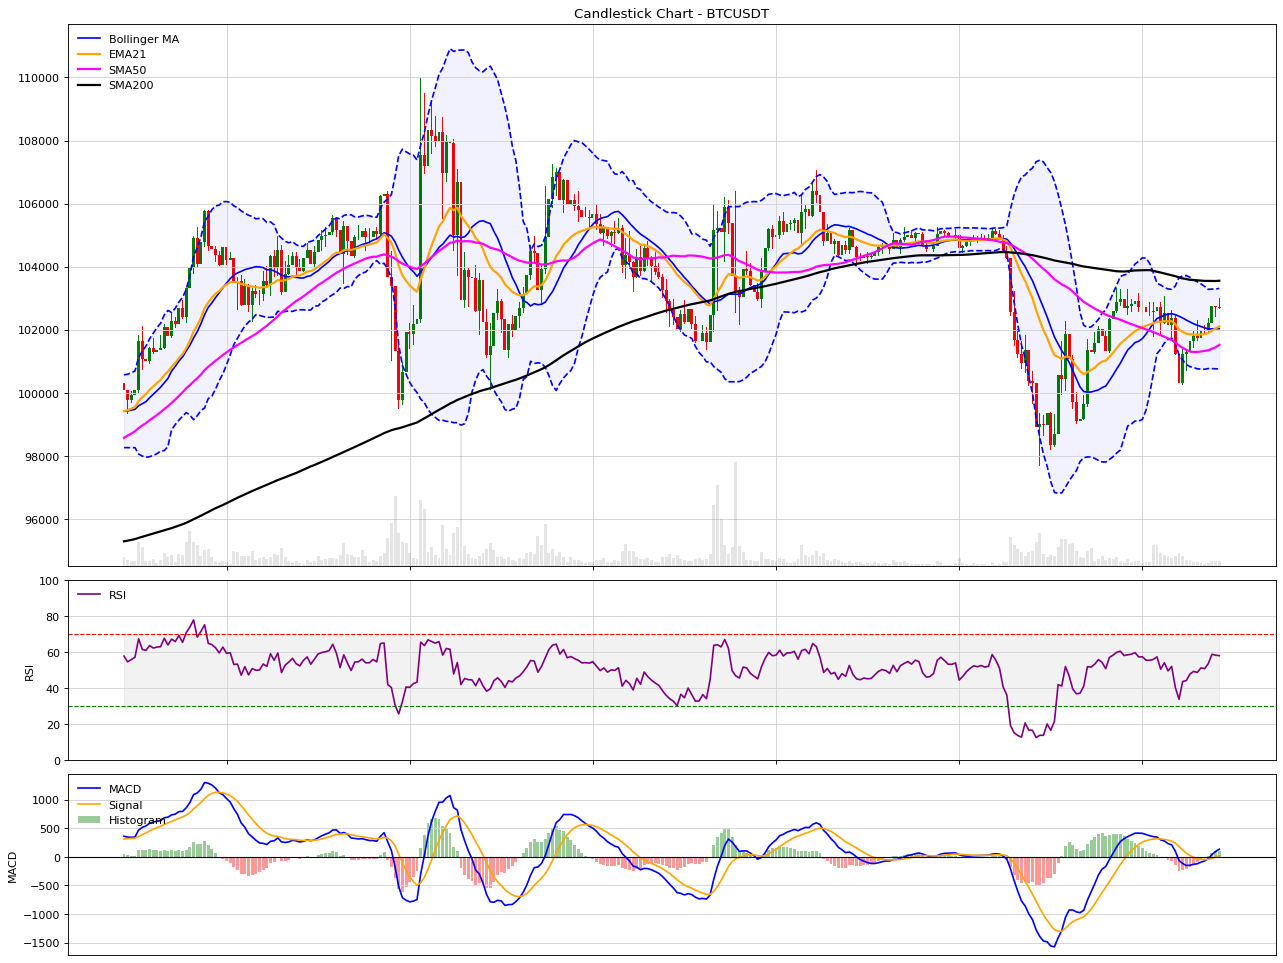 Candlestick Chart - BTCUSDT
Bollinger MA
EMA21
SMA50
SMA200
110000
108000
106000
104000
102000
100000
98000
96000
RSI
100
80
60
40
20
0
RSI
MACD
Signal
Histogram
1000
500
0
−500
−1000
−1500
MACD